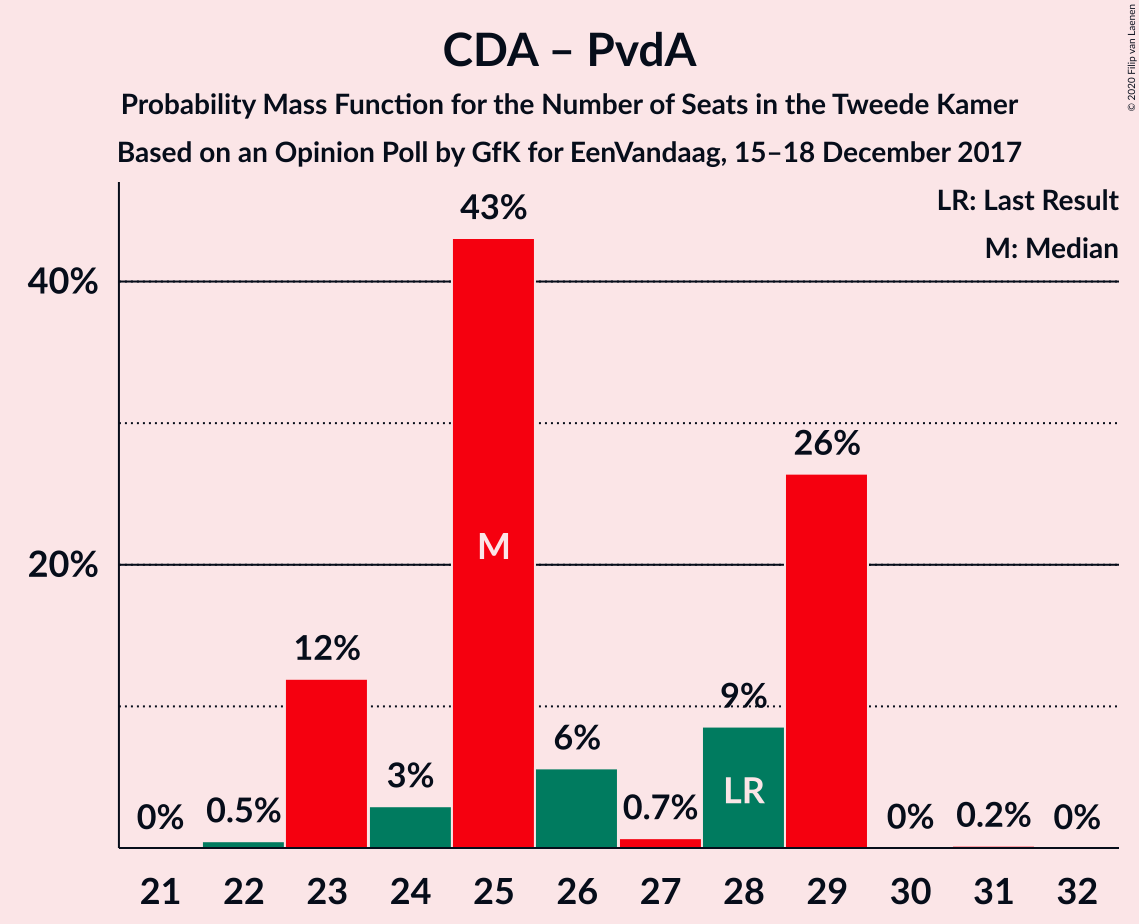 CDA – PvdA
Probability Mass Function for the Number of Seats in the Tweede Kamer
Based on an Opinion Poll by GfK for EenVandaag, 15–18 December 2017
© 2020 Filip van Laenen
LR: Last Result
M: Median
40%
20%
0%
0.5%
12%
3%
43%
M
6%
0.7%
9%
LR
26%
0%
0.2%
0%
21 22 23 24 25 26 27 28 29 30 31 32